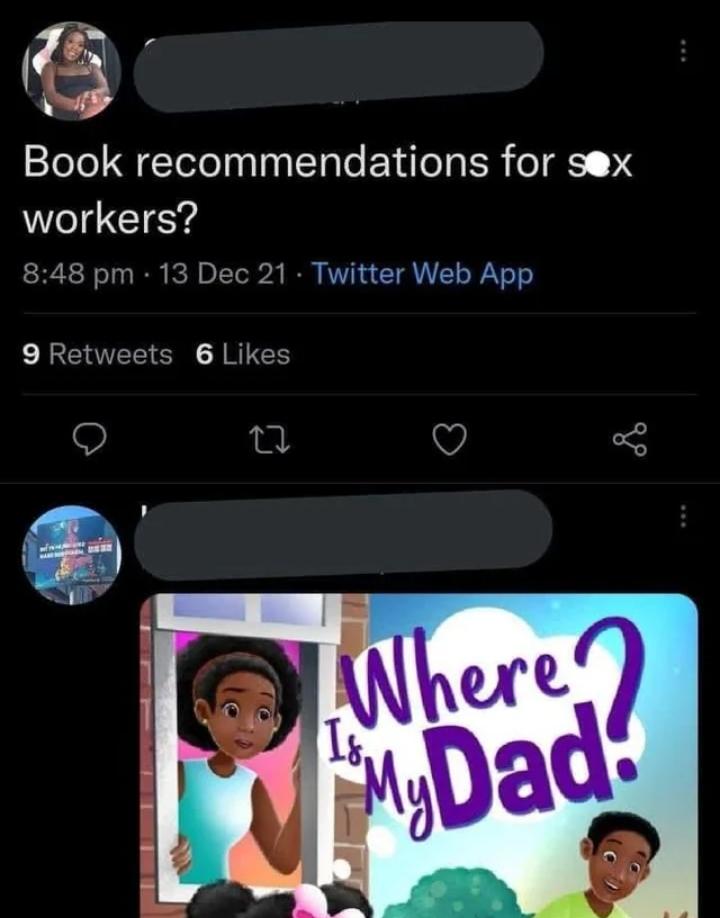 Book recommendations for sex
workers?
8:48 pm · 13 Dec 21 · Twitter Web App
9 Retweets 6 Likes
Where
Is
My Dad?